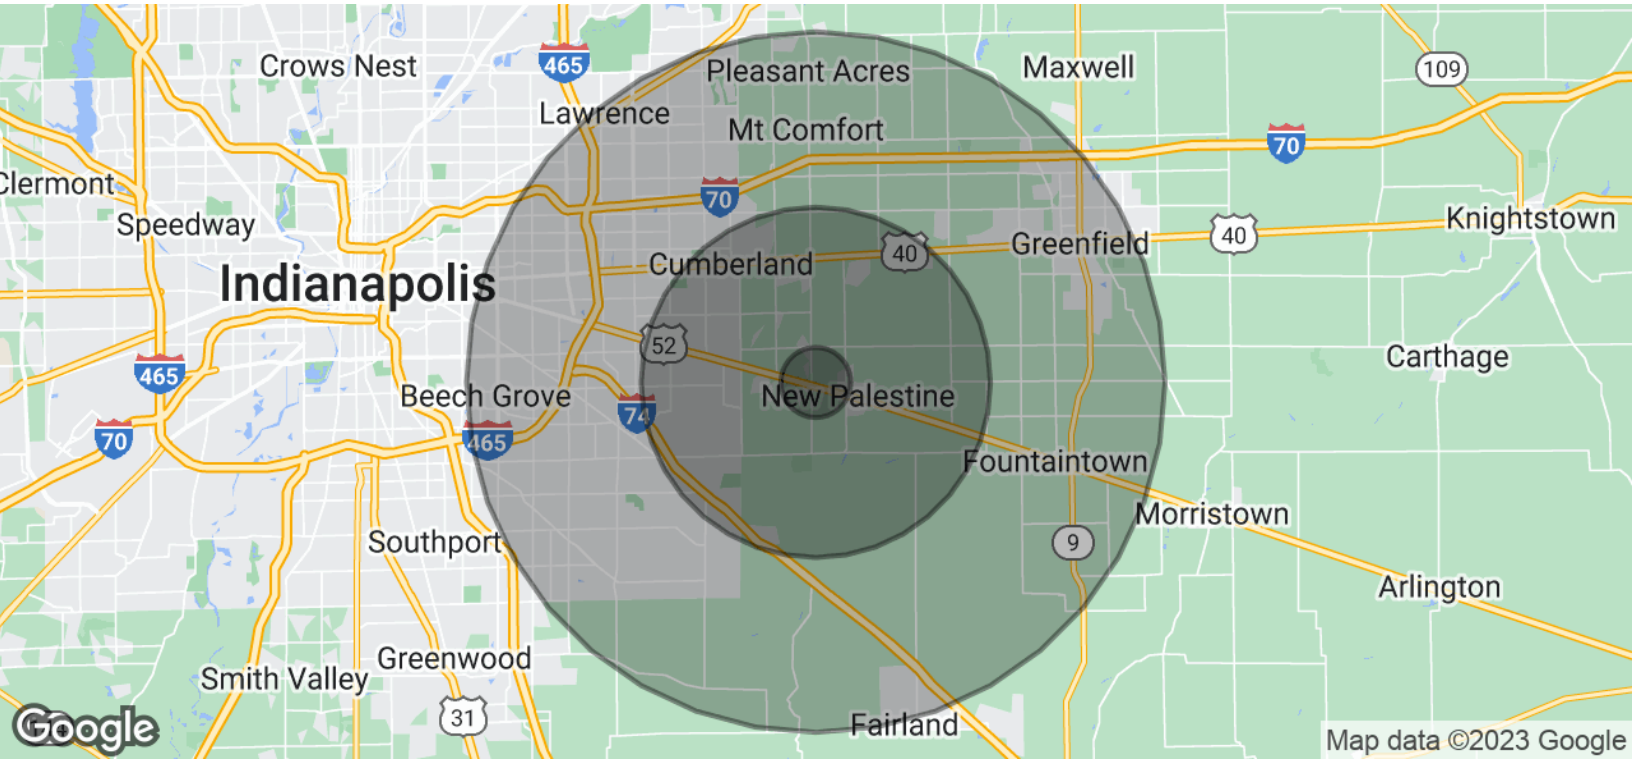 Crows Nest
465
Pleasant Acres
Maxwell
109
Lawrence
Mt Comfort
70
Clermont
70
Speedway
Knightstown
40
Greenfield
40
Cumberland
Indianapolis
52
Carthage
465
Beech Grove
New Palestine
74
70
465
Fountaintown
Morristown
Southport
9
Arlington
Greenwood
Smith Valley
31
Fairland
Google
Map data ©2023 Google